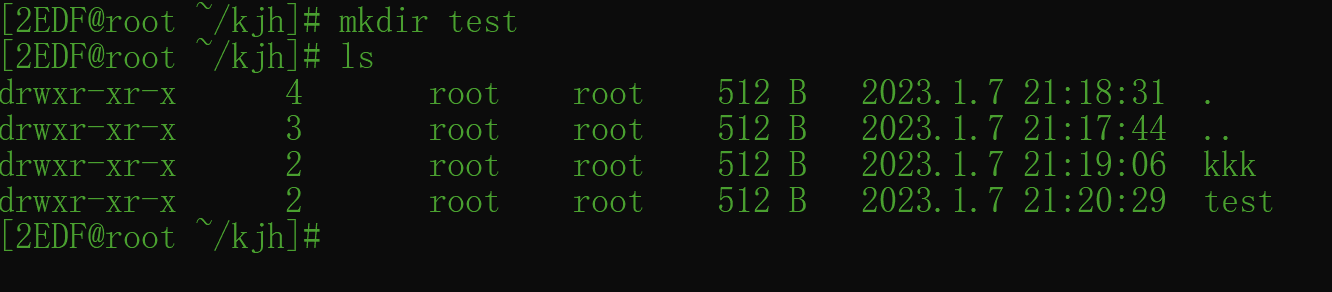 [2EDF@root ~/kjh]# mkdir test
[2EDF@root ~/kjh]# ls
drwxr-xr-x 4 root root 512 B 2023.1.7 21:18:31 .
drwxr-xr-x 3 root root 512 B 2023.1.7 21:17:44 ..
drwxr-xr-x 2 root root 512 B 2023.1.7 21:19:06 kkk
drwxr-xr-x 2 root root 512 B 2023.1.7 21:20:29 test
[2EDF@root ~/kjh]#